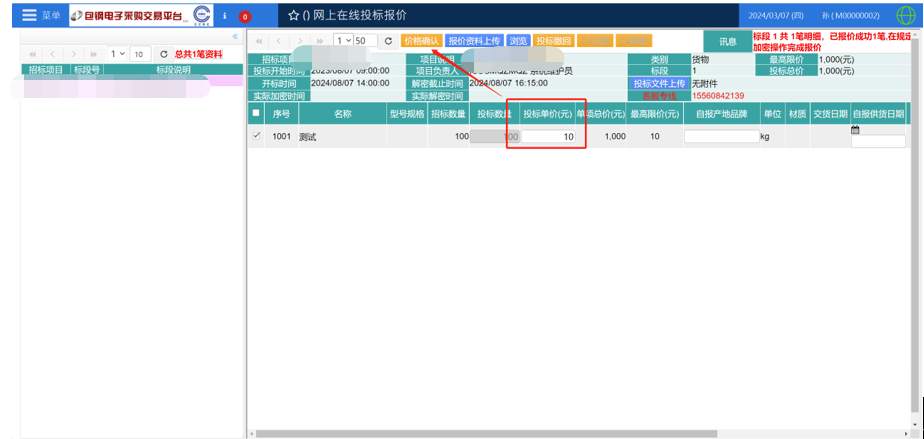 菜单 包钢电子采购交易平台 i 0 ☆ () 网上在线投标报价 2024/03/07 (四) 孙 ( M00000002)
1 50 价格确认 报价资料上传 浏览 投标撤回 讯息 标段 1 共 1笔明细，已报价成功1笔,在规定
加密操作完成报价
1 10 总共1笔资料
招标项目 标段号 标段说明
招标项目 项目说明 类别 货物 最高限价 1,000(元)
投标开始时间 2023/08/07 09:00:00 项目负责人 系统维护员 标段 1 投标总价 1,000(元)
开标时间 2024/08/07 14:00:00 解密截止时间 2024/08/07 16:15:00 投标文件上传 无附件
实际加密时间 实际解密时间 客服专线 15560842139
序号 名称 型号规格 招标数量 投标数量 投标单价(元) 单项总价(元) 最高限价(元) 自报产地品牌 单位 材质 交货日期 自报供货日期
1001 测试 100 100 10 1,000 10 kg